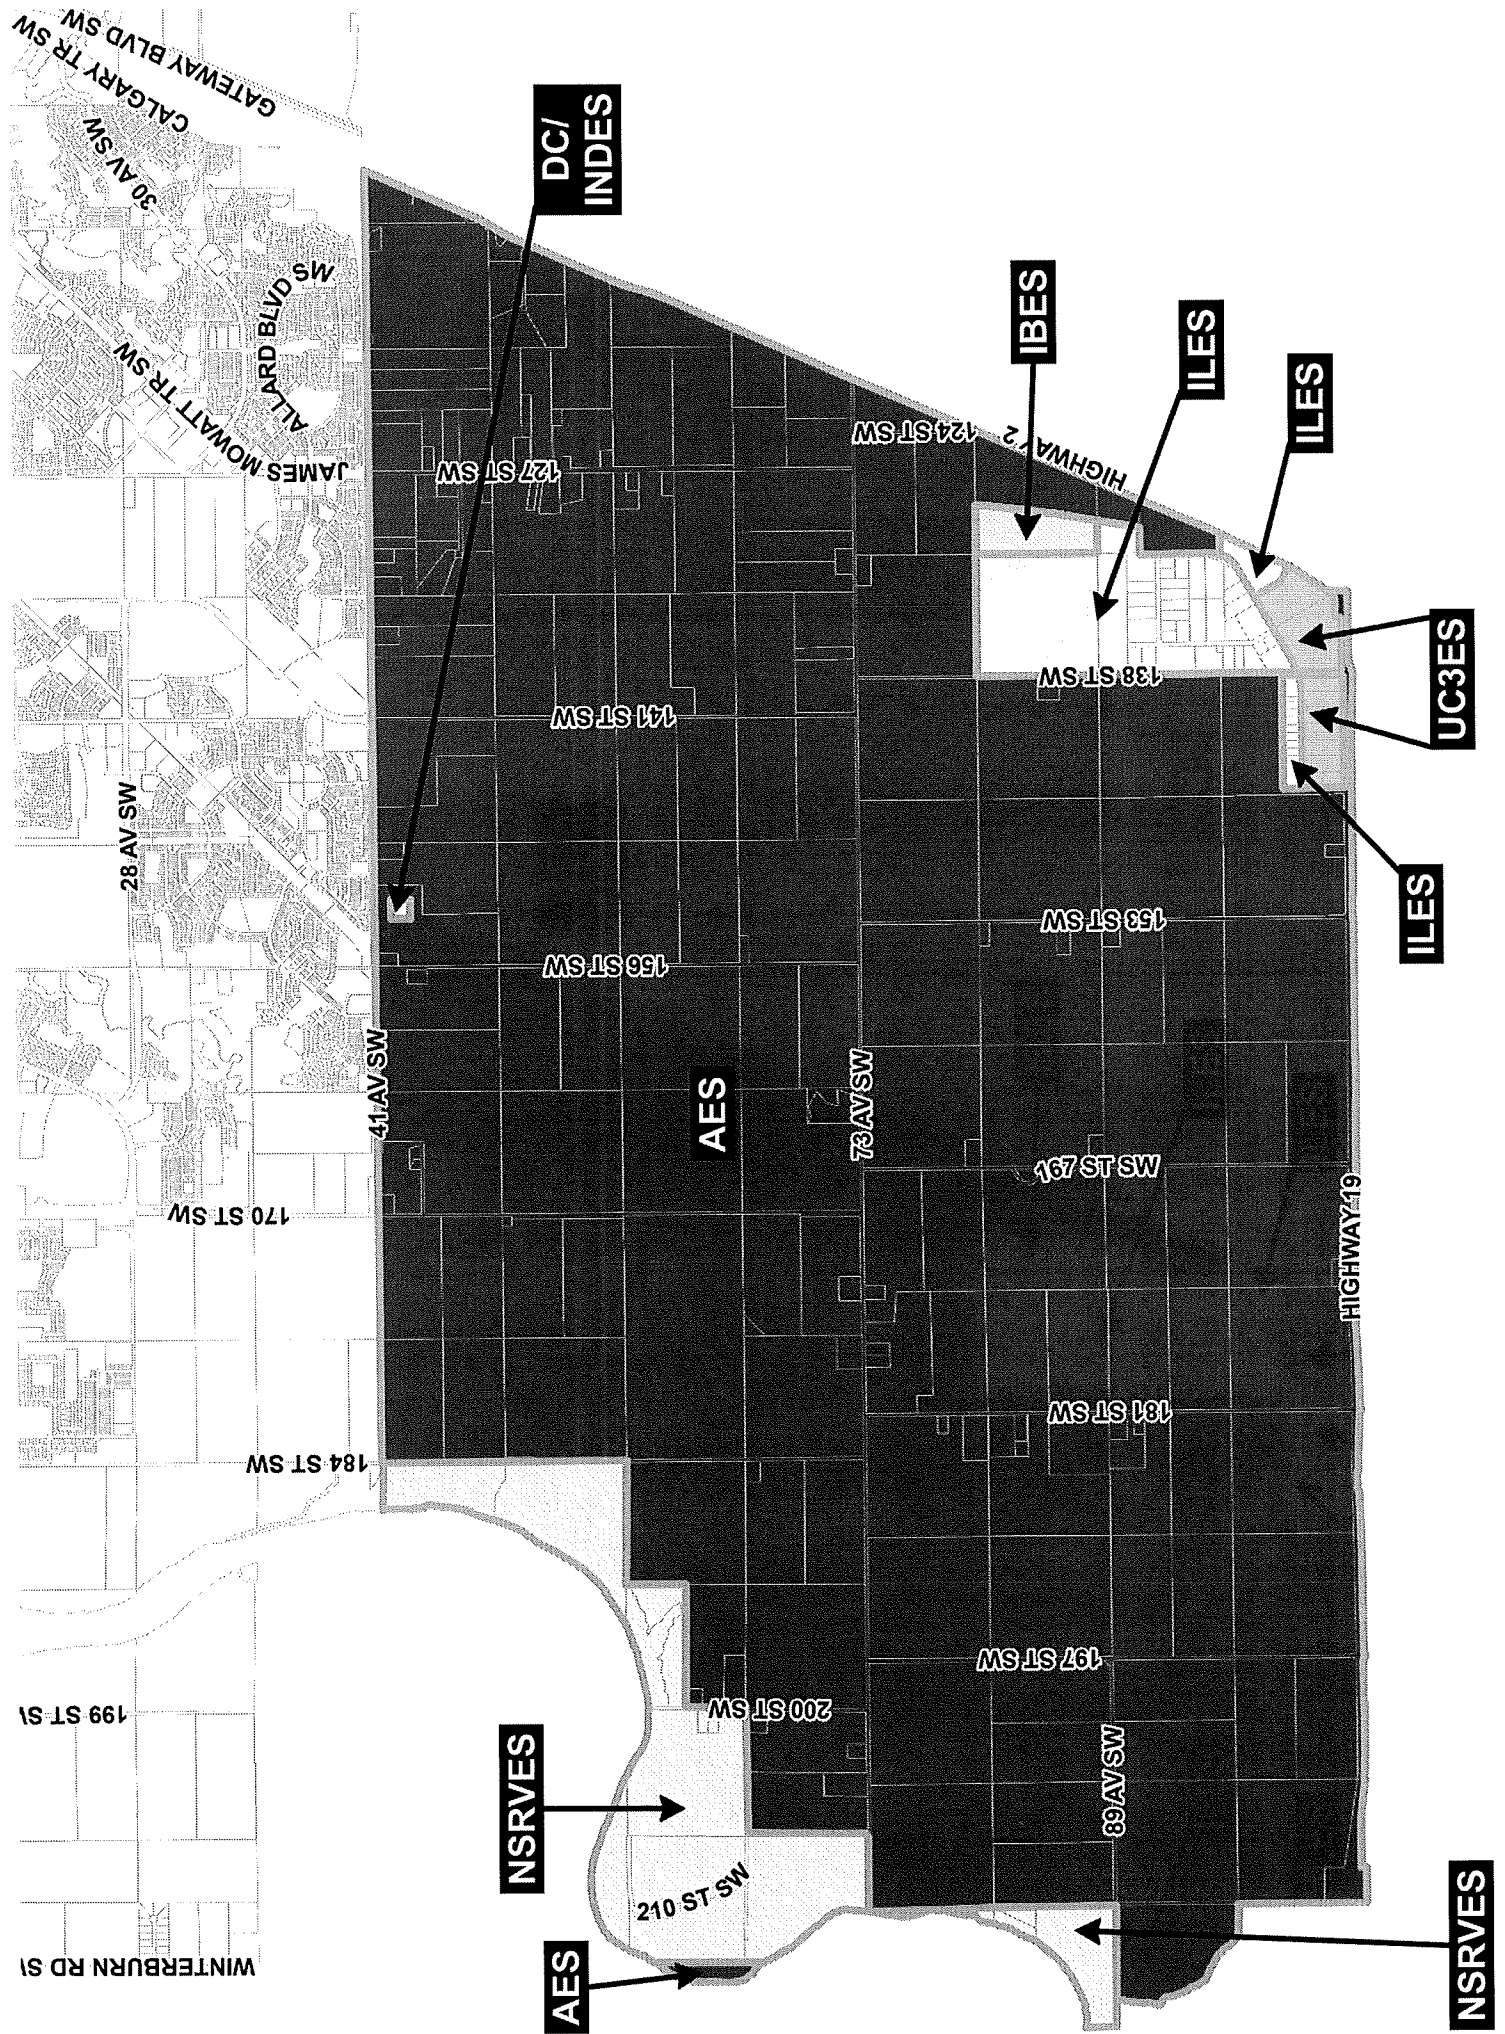 WINTERBURN RD S
199 ST S
184 ST SW
170 ST SW
28 AV SW
JAMES MOWATT TR SW
ALLARD BLVD SW
30 AV SW
CALGARY TR SW
GATEWAY BLVD SW
41 AV SW
DC/
INDES
127 ST SW
141 ST SW
156 ST SW
AES
NSRVES
210 ST SW
AES
200 ST SW
73 AV SW
124 ST SW
HIGHWAY 2
IBES
ILES
ILES
138 ST SW
153 ST SW
167 ST SW
181 ST SW
197 ST SW
89 AV SW
UC3ES
ILES
HIGHWAY 19
NSRVES